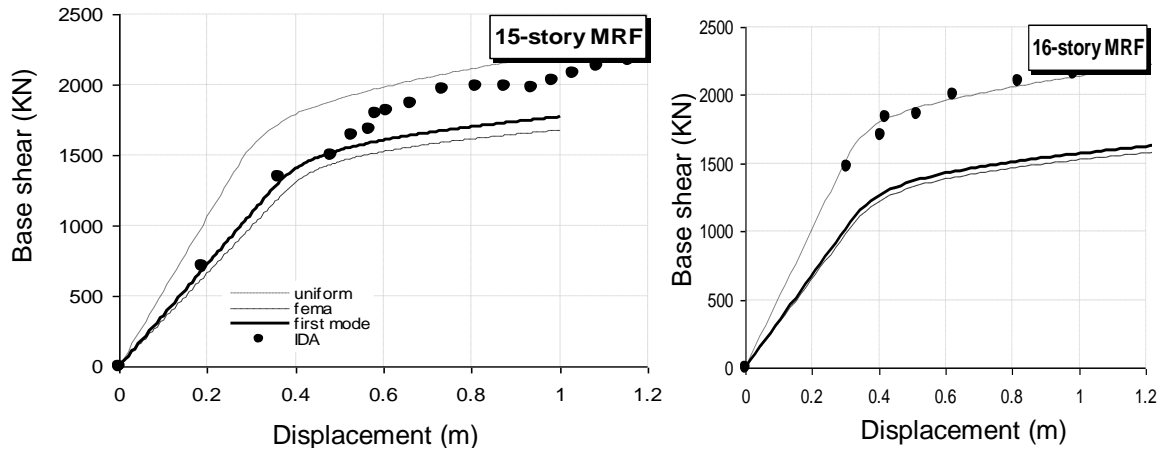 15-story MRF
2500
2000
1500
1000
500
0
Base shear (KN)
uniform
fema
first mode
IDA
0 0.2 0.4 0.6 0.8 1 1.2
Displacement (m)
16-story MRF
2500
2000
1500
1000
500
0
Base shear (KN)
0 0.2 0.4 0.6 0.8 1 1.2
Displacement (m)